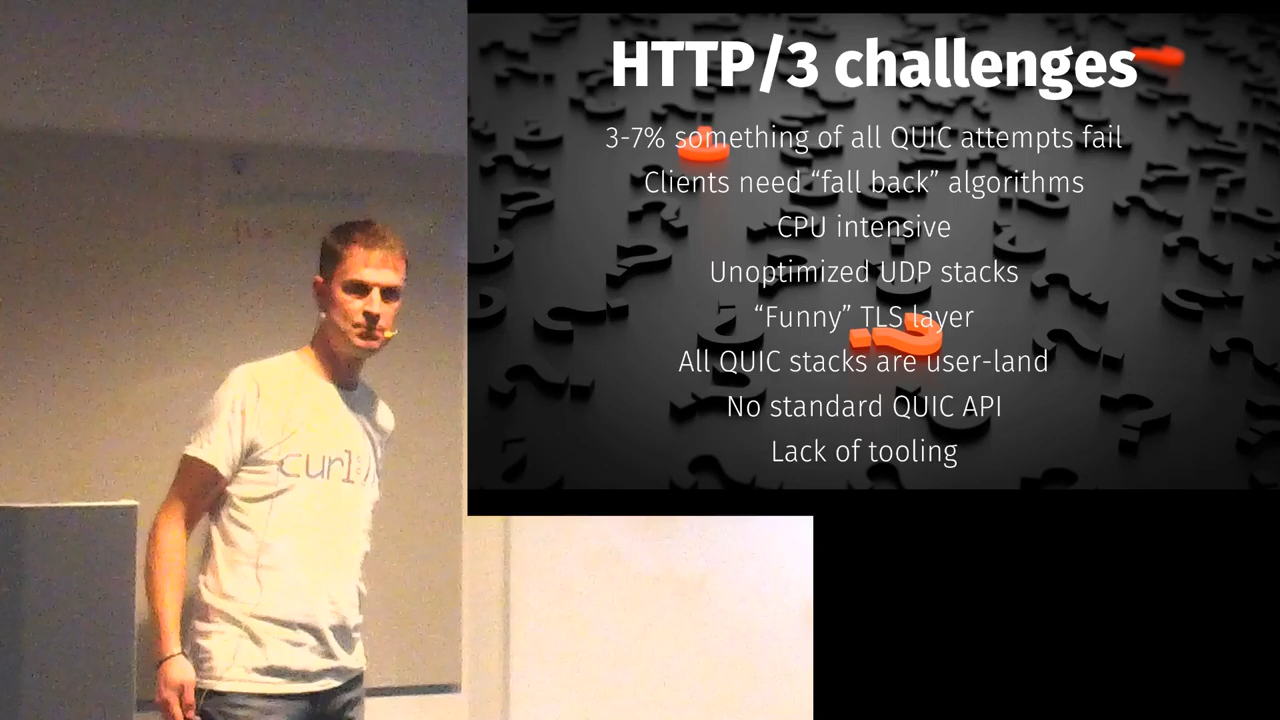 HTTP/3 challenges
3-7% something of all QUIC attempts fail
Clients need “fall back” algorithms
CPU intensive
Unoptimized UDP stacks
“Funny” TLS layer
All QUIC stacks are user-land
No standard QUIC API
Lack of tooling
curl